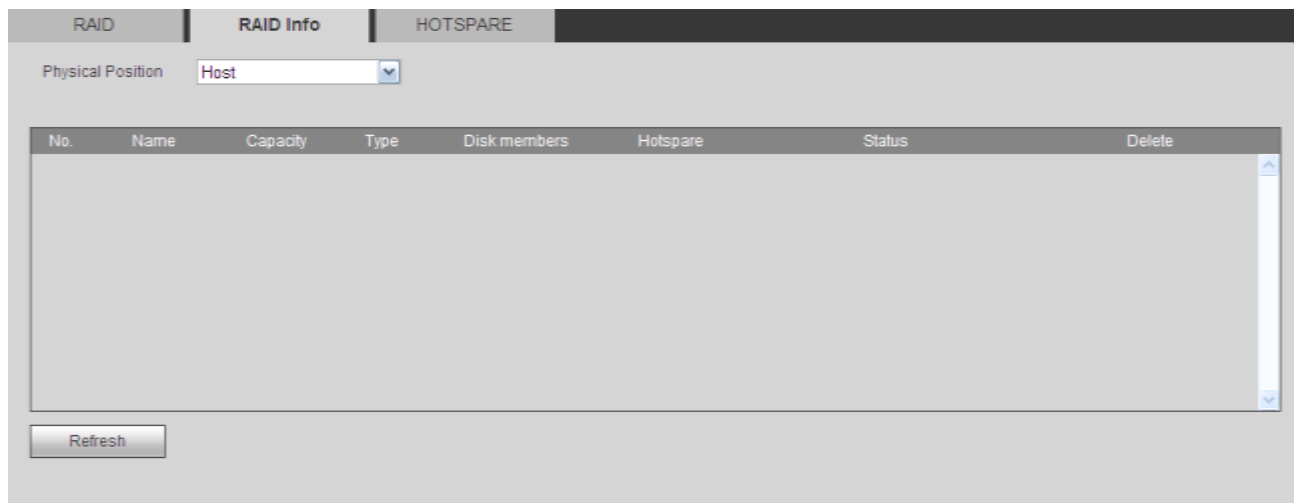 RAID RAID Info HOTSPARE
Physical Position Host
No. Name Capacity Type Disk members Hotspare Status Delete
Refresh